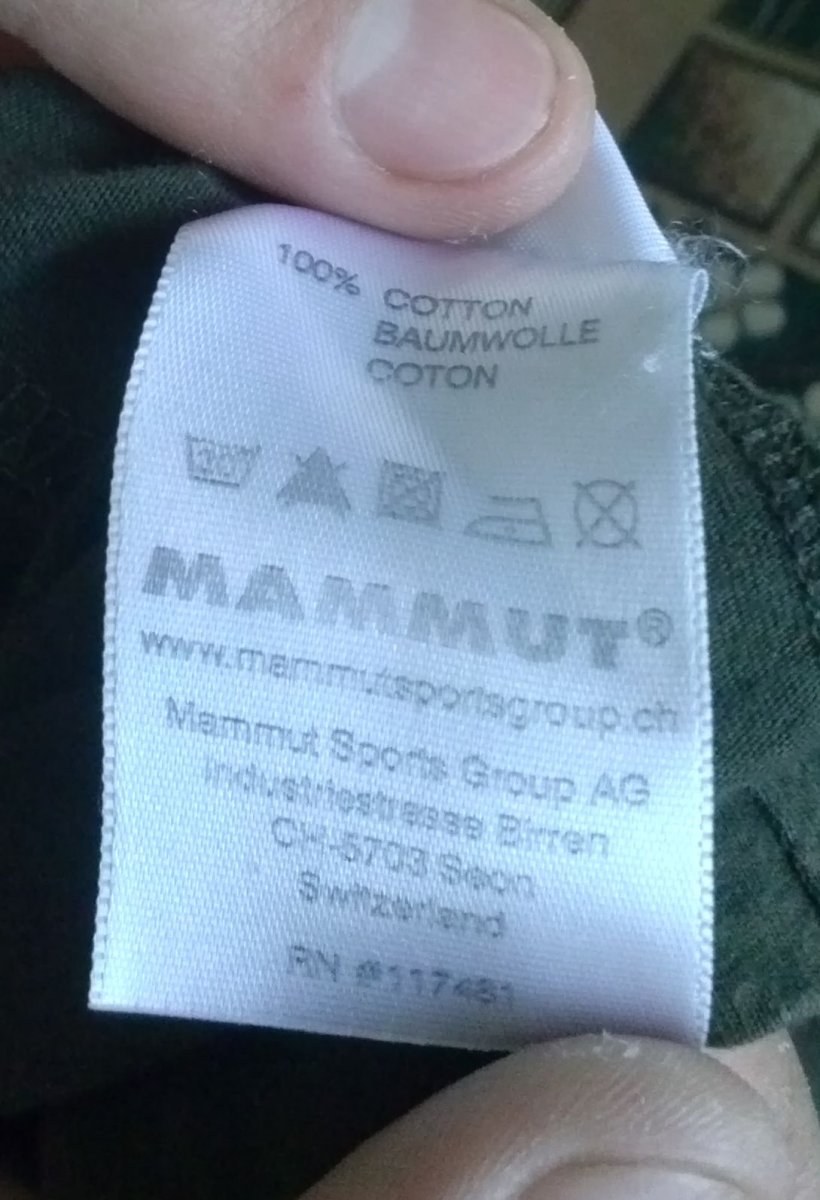 100% COTTON
BAUMWOLLE
COTON
30
MAMMUT®
www.mammutsportsgroup.ch
Mammut Sports Group AG
Industriestrasse Birren
CH-5703 Seon
Switzerland
RN #117481